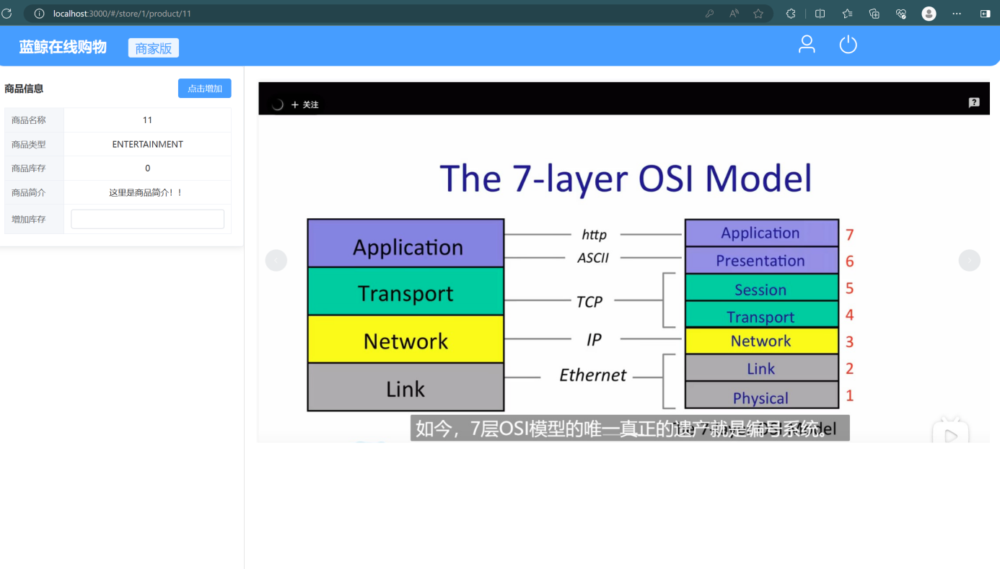 localhost:3000/#/store/1/product/11
蓝鲸在线购物 商家版
商品信息 点击增加
商品名称 11
商品类型 ENTERTAINMENT
商品库存 0
商品简介 这里是商品简介！！
增加库存
+ 关注
The 7-layer OSI Model
Application
Transport
Network
Link
http
ASCII
TCP
IP
Ethernet
Application 7
Presentation 6
Session 5
Transport 4
Network 3
Link 2
Physical 1
如今，7层OSI模型的唯一真正的遗产就是编号系统。